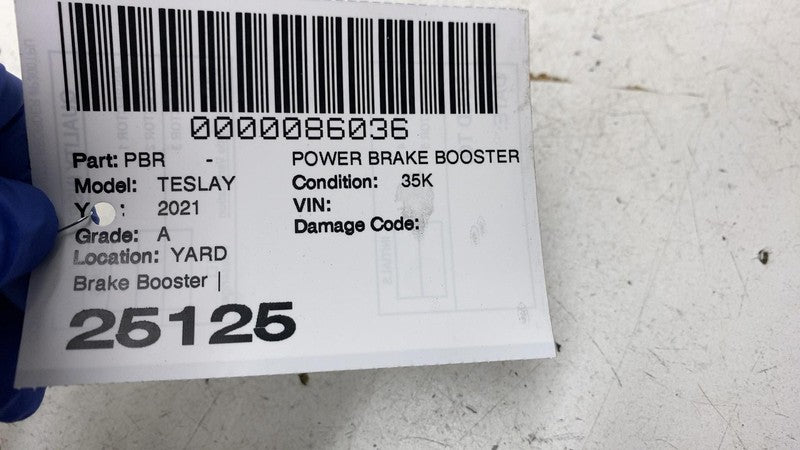 0000086036
Part: PBR - POWER BRAKE BOOSTER
Model: TESLAY Condition: 35K
2021 VIN:
Grade: A Damage Code:
Location: YARD
Brake Booster |
25125